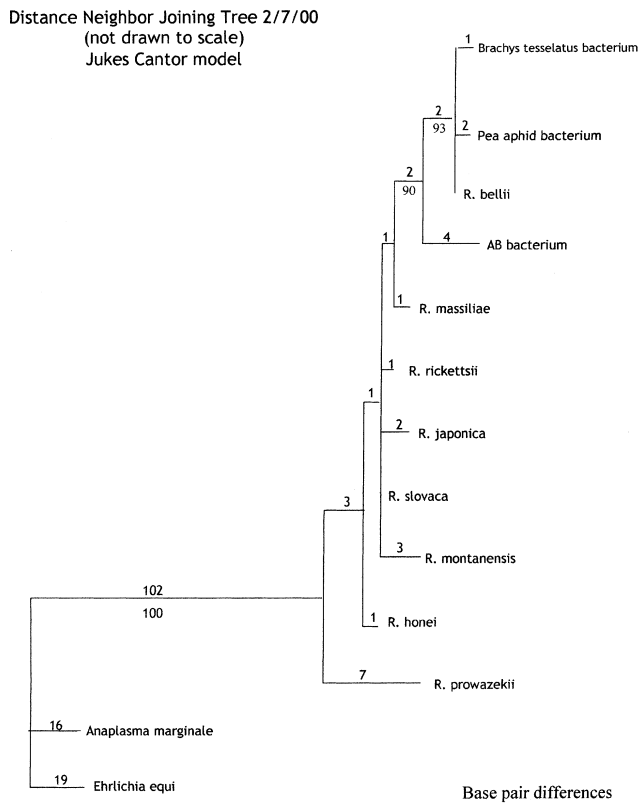 Distance Neighbor Joining Tree 2/7/00
(not drawn to scale)
Jukes Cantor model
1
Brachys tesselatus bacterium
2
93
2
Pea aphid bacterium
2
90
R. bellii
1
4
AB bacterium
1
R. massiliae
1
R. rickettsii
1
2
R. japonica
3
R. slovaca
3
R. montanensis
102
100
1
R. honei
7
R. prowazekii
16
Anaplasma marginale
19
Ehrlichia equi
Base pair differences